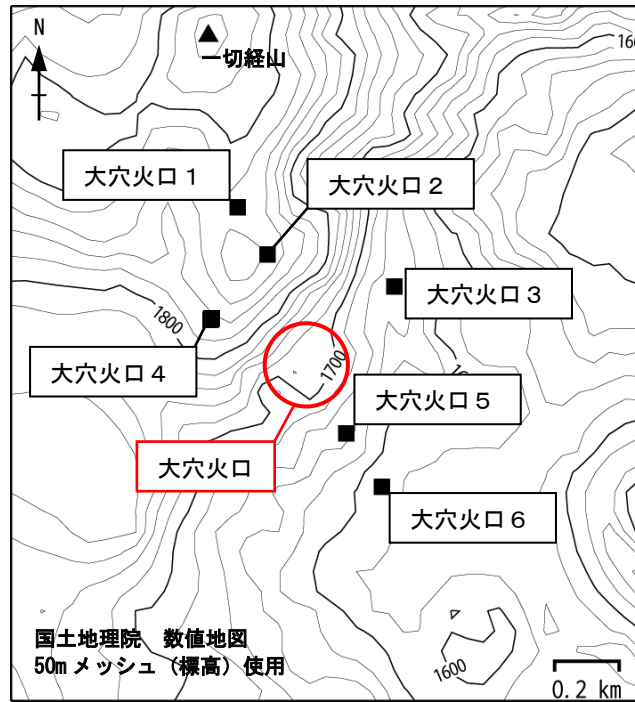 N
一切経山
160
大穴火口１
大穴火口２
大穴火口３
1800
1700
大穴火口４
大穴火口５
大穴火口
大穴火口６
国土地理院　数値地図
50m メッシュ（標高）使用
1600
0.2 km